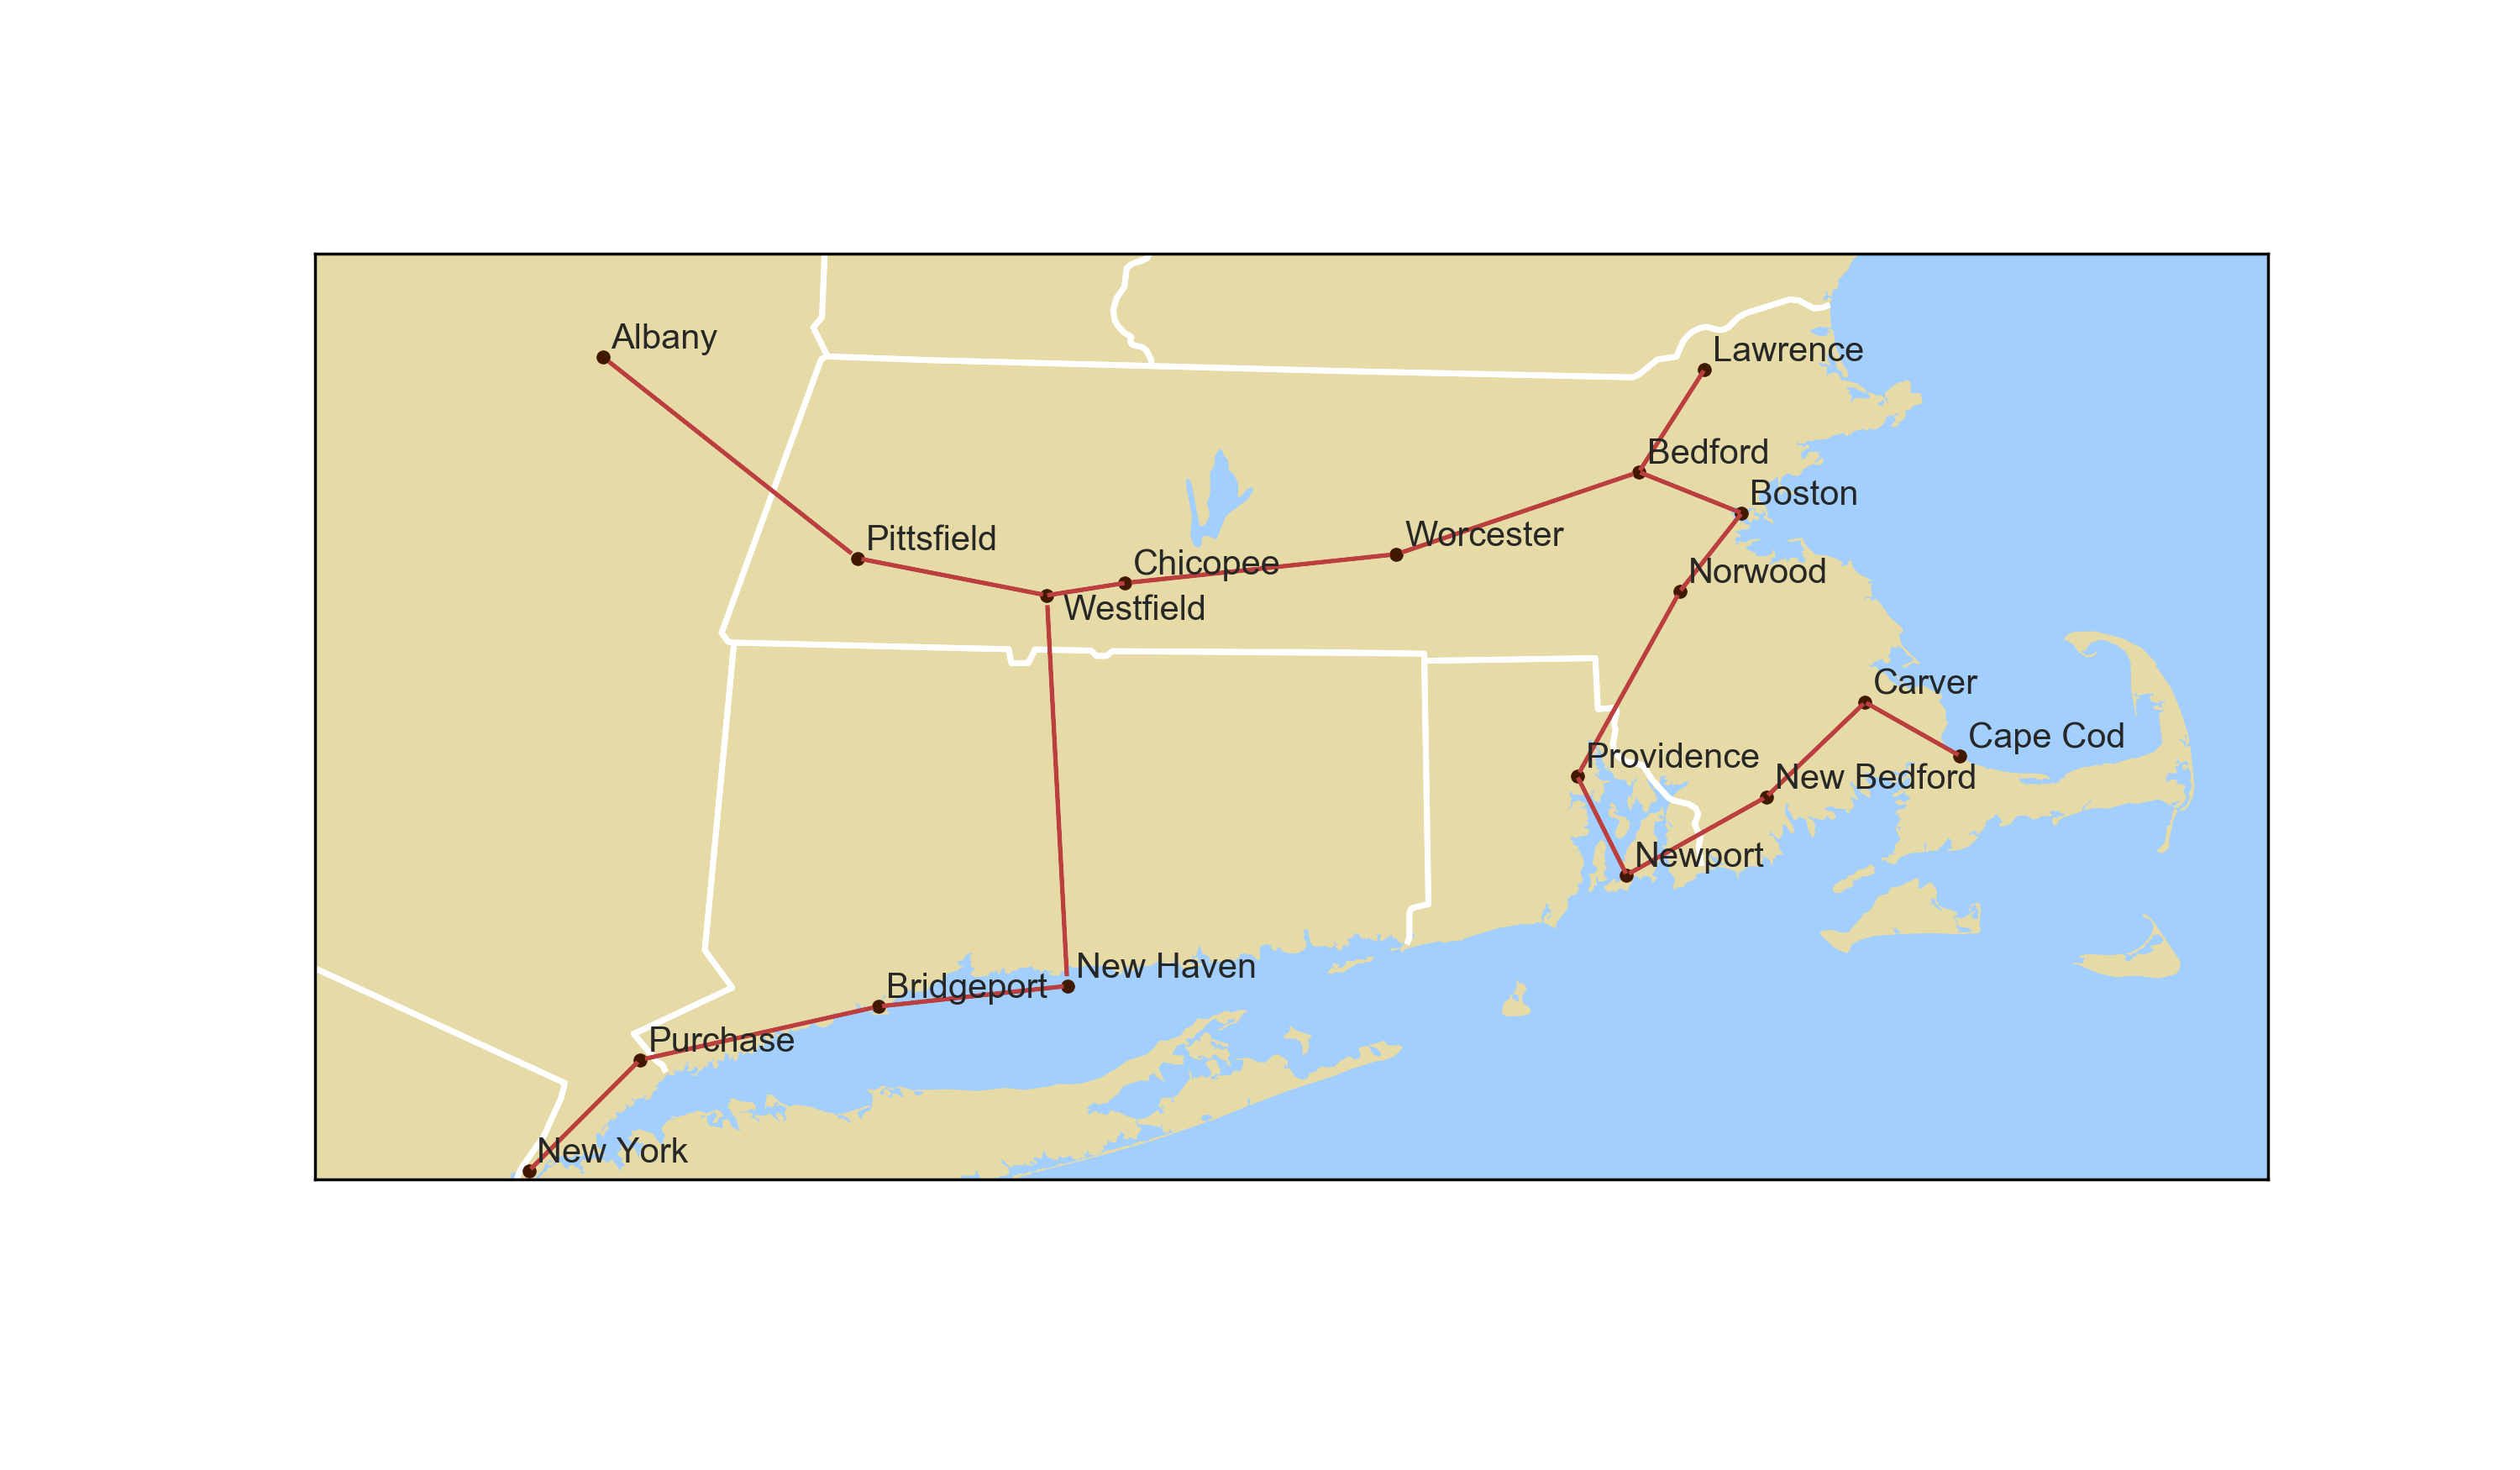 Albany
Lawrence
Bedford
Boston
Worcester
Pittsfield
Chicopee
Norwood
Westfield
Carver
Cape Cod
Providence
New Bedford
Newport
New Haven
Bridgeport
Purchase
New York